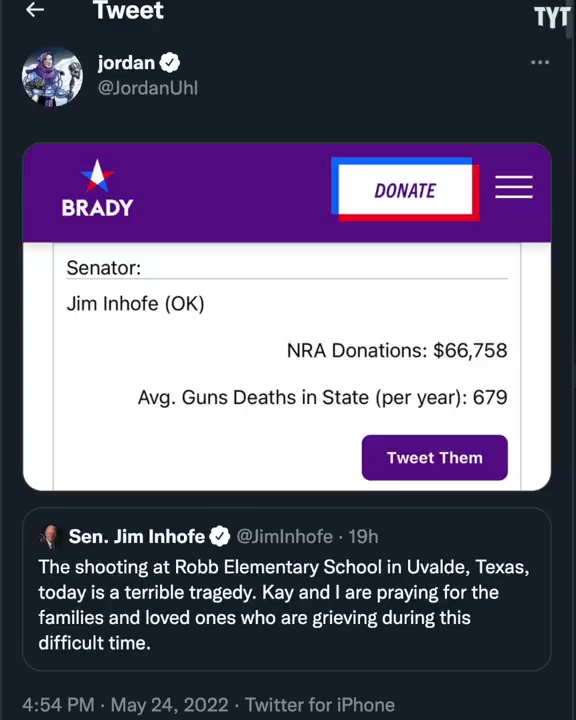 Tweet
TYT
jordan
@JordanUhl
BRADY
DONATE
Senator:
Jim Inhofe (OK)
NRA Donations: $66,758
Avg. Guns Deaths in State (per year): 679
Tweet Them
Sen. Jim Inhofe @JimInhofe · 19h
The shooting at Robb Elementary School in Uvalde, Texas,
today is a terrible tragedy. Kay and I are praying for the
families and loved ones who are grieving during this
difficult time.
4:54 PM · May 24, 2022 · Twitter for iPhone